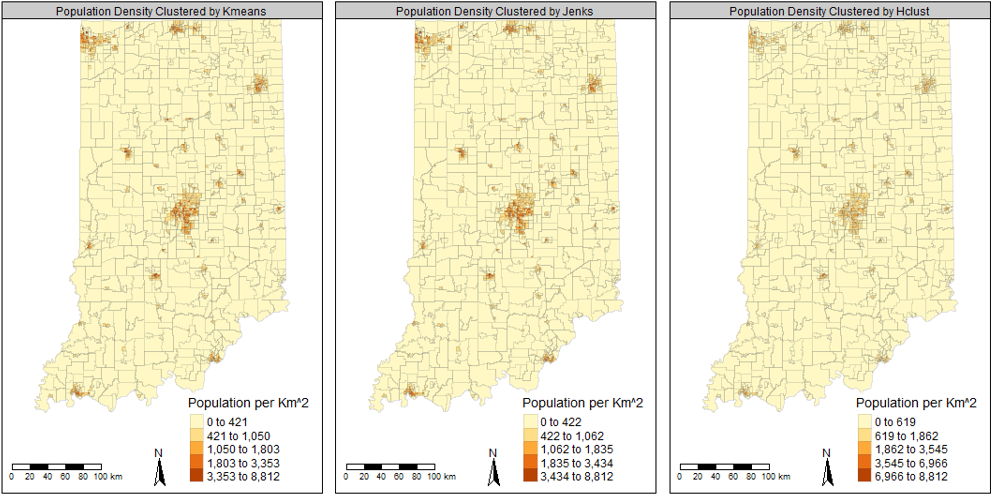 Population Density Clustered by Kmeans
Population per Km^2
0 to 421
421 to 1,050
1,050 to 1,803
1,803 to 3,353
3,353 to 8,812
N
0 20 40 60 80 100 km
Population Density Clustered by Jenks
Population per Km^2
0 to 422
422 to 1,062
1,062 to 1,835
1,835 to 3,434
3,434 to 8,812
N
0 20 40 60 80 100 km
Population Density Clustered by Hclust
Population per Km^2
0 to 619
619 to 1,862
1,862 to 3,545
3,545 to 6,966
6,966 to 8,812
N
0 20 40 60 80 100 km